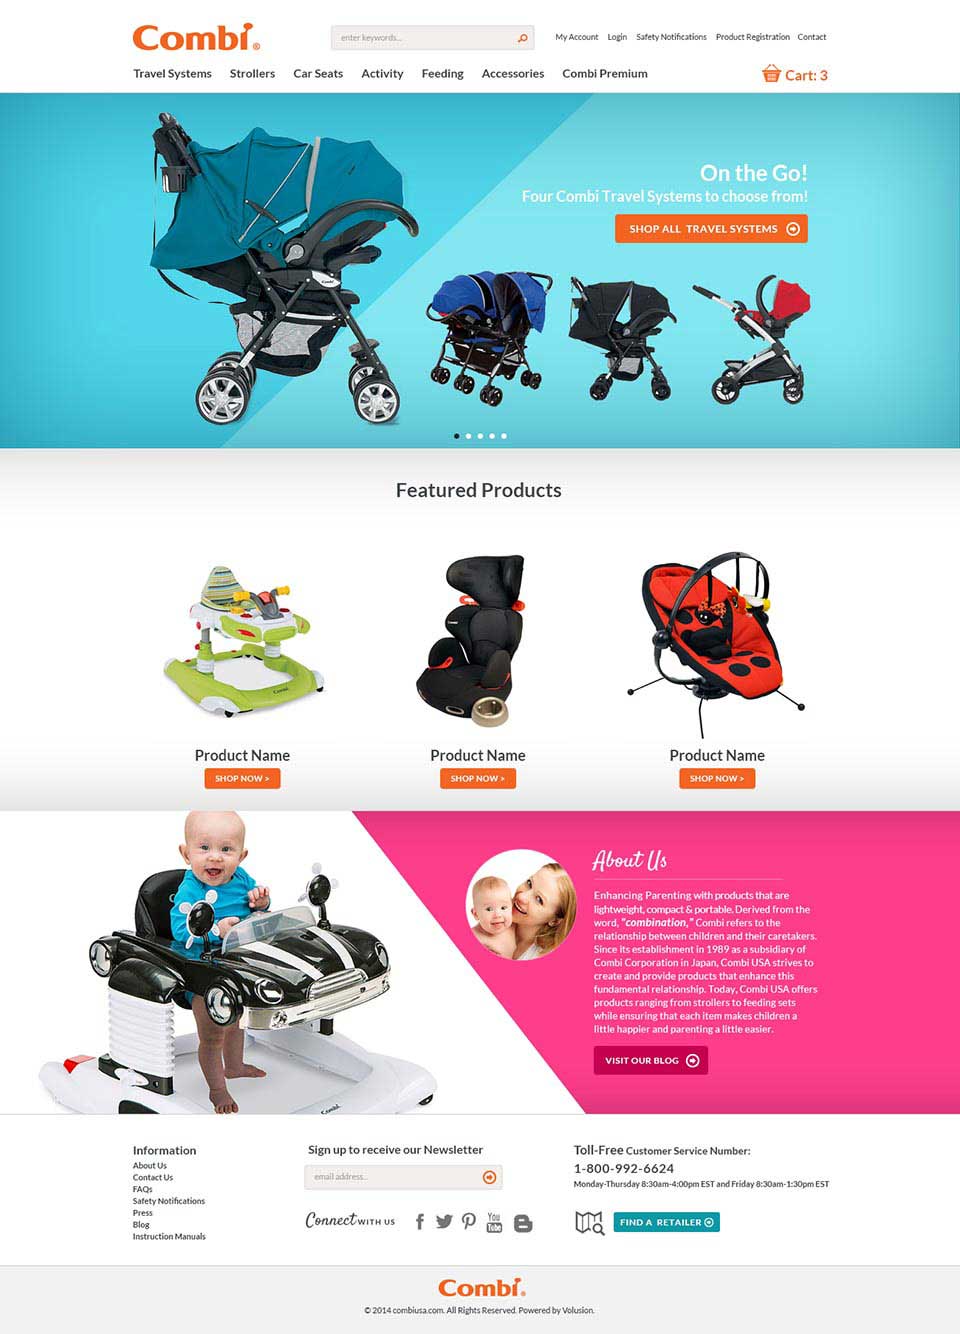 Combi®
enter keywords...
My Account Login Safety Notifications Product Registration Contact
Travel Systems Strollers Car Seats Activity Feeding Accessories Combi Premium
Cart: 3
On the Go!
Four Combi Travel Systems to choose from!
SHOP ALL TRAVEL SYSTEMS
Combi
Featured Products
Combi
Product Name
SHOP NOW >
Product Name
SHOP NOW >
Product Name
SHOP NOW >
Combi
About Us
Enhancing Parenting with products that are
lightweight, compact & portable. Derived from the
word, "combination," Combi refers to the
relationship between children and their caretakers.
Since its establishment in 1989 as a subsidiary of
Combi Corporation in Japan, Combi USA strives to
create and provide products that enhance this
fundamental relationship. Today, Combi USA offers
products ranging from strollers to feeding sets
while ensuring that each item makes children a
little happier and parenting a little easier.
VISIT OUR BLOG
Information
About Us
Contact Us
FAQs
Safety Notifications
Press
Blog
Instruction Manuals
Sign up to receive our Newsletter
email address...
Connect WITH US
You Tube
Toll-Free Customer Service Number:
1-800-992-6624
Monday-Thursday 8:30am-4:00pm EST and Friday 8:30am-1:30pm EST
FIND A RETAILER
Combi®
© 2014 combiusa.com. All Rights Reserved. Powered by Volusion.